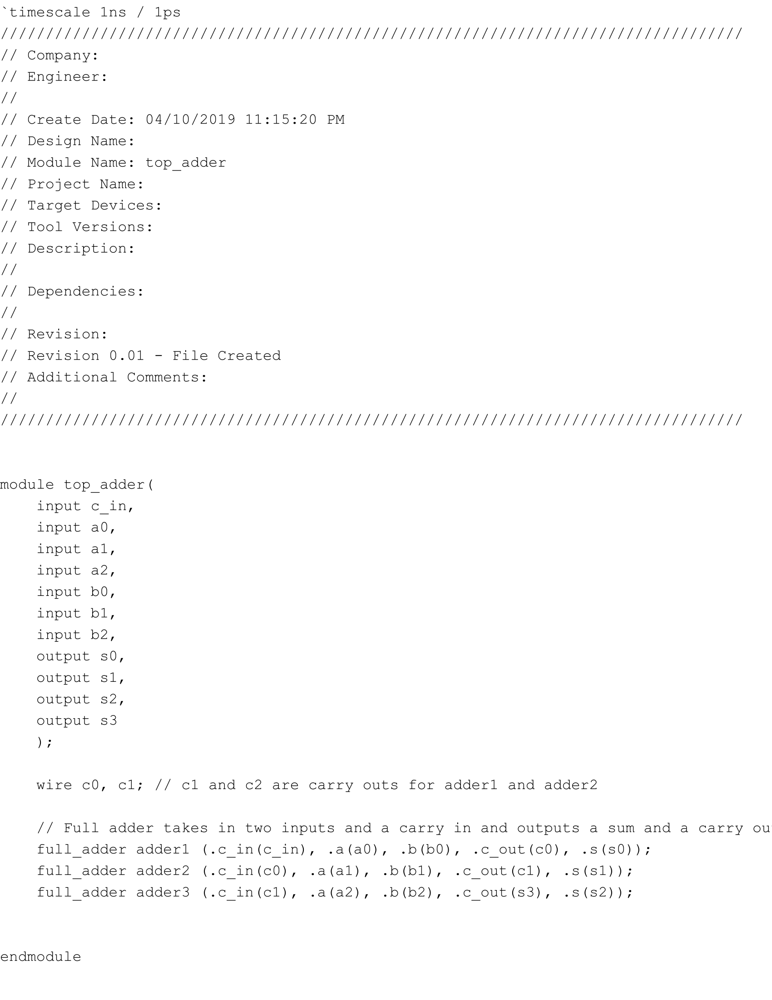 `timescale 1ns / 1ps
//////////////////////////////////////////////////////////////////////////////////
// Company:
// Engineer:
//
// Create Date: 04/10/2019 11:15:20 PM
// Design Name:
// Module Name: top_adder
// Project Name:
// Target Devices:
// Tool Versions:
// Description:
//
// Dependencies:
//
// Revision:
// Revision 0.01 - File Created
// Additional Comments:
//
//////////////////////////////////////////////////////////////////////////////////
module top_adder(
    input c_in,
    input a0,
    input a1,
    input a2,
    input b0,
    input b1,
    input b2,
    output s0,
    output s1,
    output s2,
    output s3
    );
    wire c0, c1; // c1 and c2 are carry outs for adder1 and adder2
    // Full adder takes in two inputs and a carry in and outputs a sum and a carry
    full_adder adder1 (.c_in(c_in), .a(a0), .b(b0), .c_out(c0), .s(s0));
    full_adder adder2 (.c_in(c0), .a(a1), .b(b1), .c_out(c1), .s(s1));
    full_adder adder3 (.c_in(c1), .a(a2), .b(b2), .c_out(s3), .s(s2));
endmodule